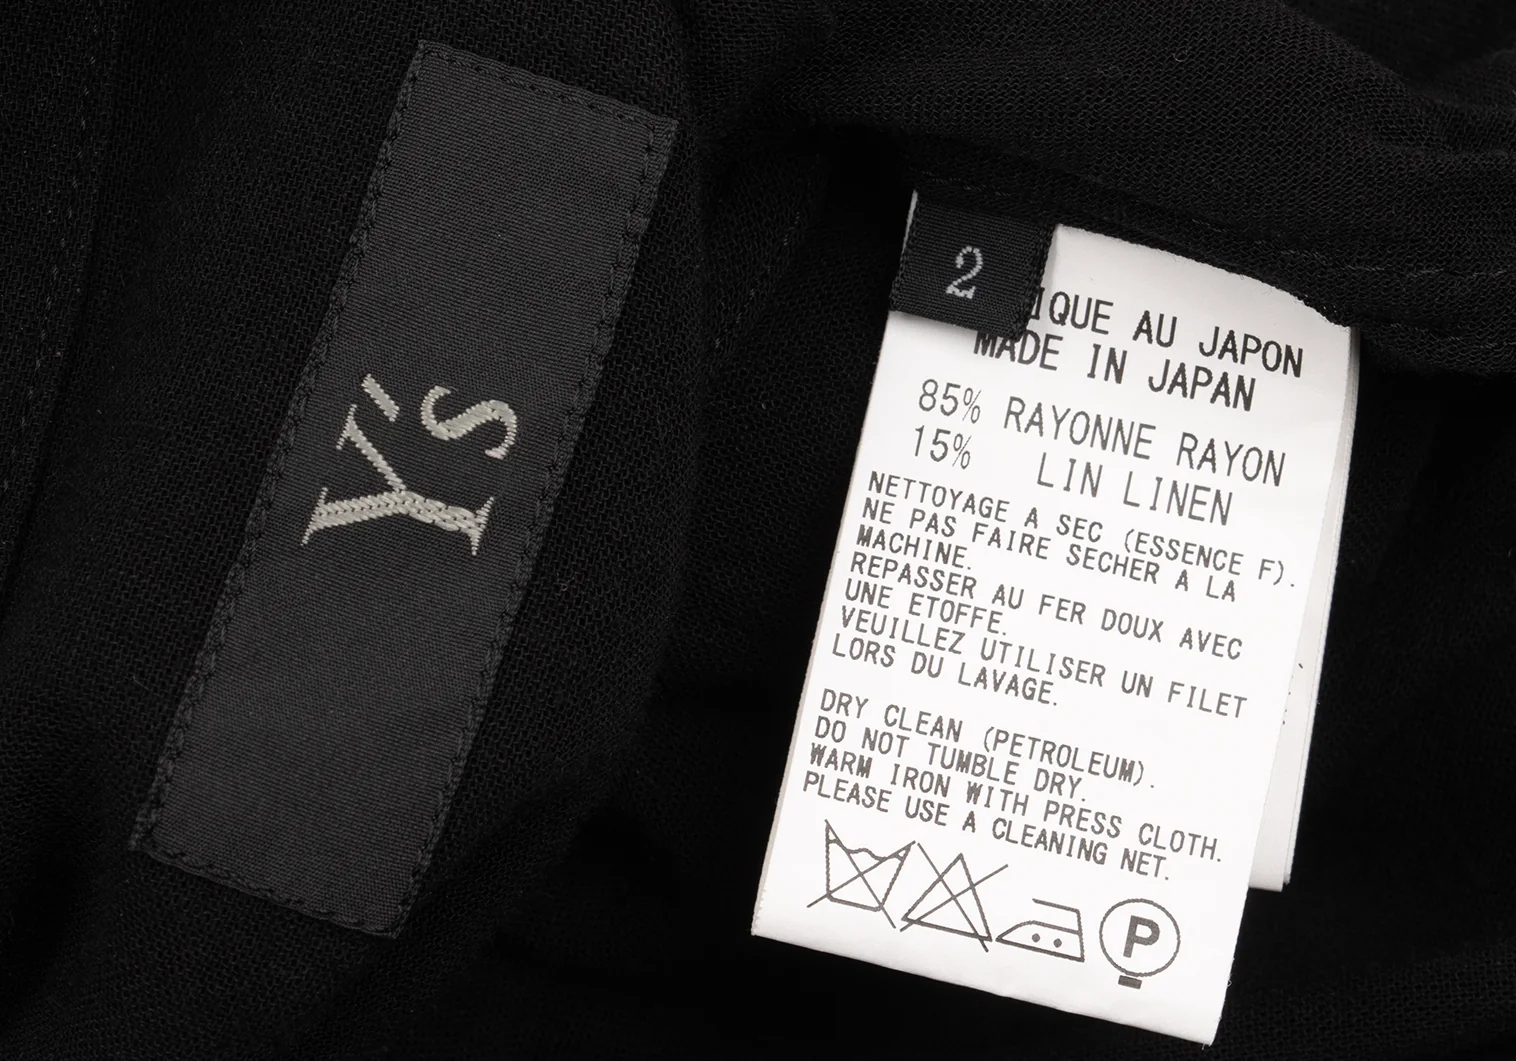 Y's
2
IQUE AU JAPON
MADE IN JAPAN
85% RAYONNE RAYON
15% LIN LINEN
NETTOYAGE A SEC (ESSENCE F).
NE PAS FAIRE SECHER A LA
MACHINE.
REPASSER AU FER DOUX AVEC
UNE ETOFFE.
VEUILLEZ UTILISER UN FILET
LORS DU LAVAGE.
DRY CLEAN (PETROLEUM).
DO NOT TUMBLE DRY.
WARM IRON WITH PRESS CLOTH.
PLEASE USE A CLEANING NET.
P